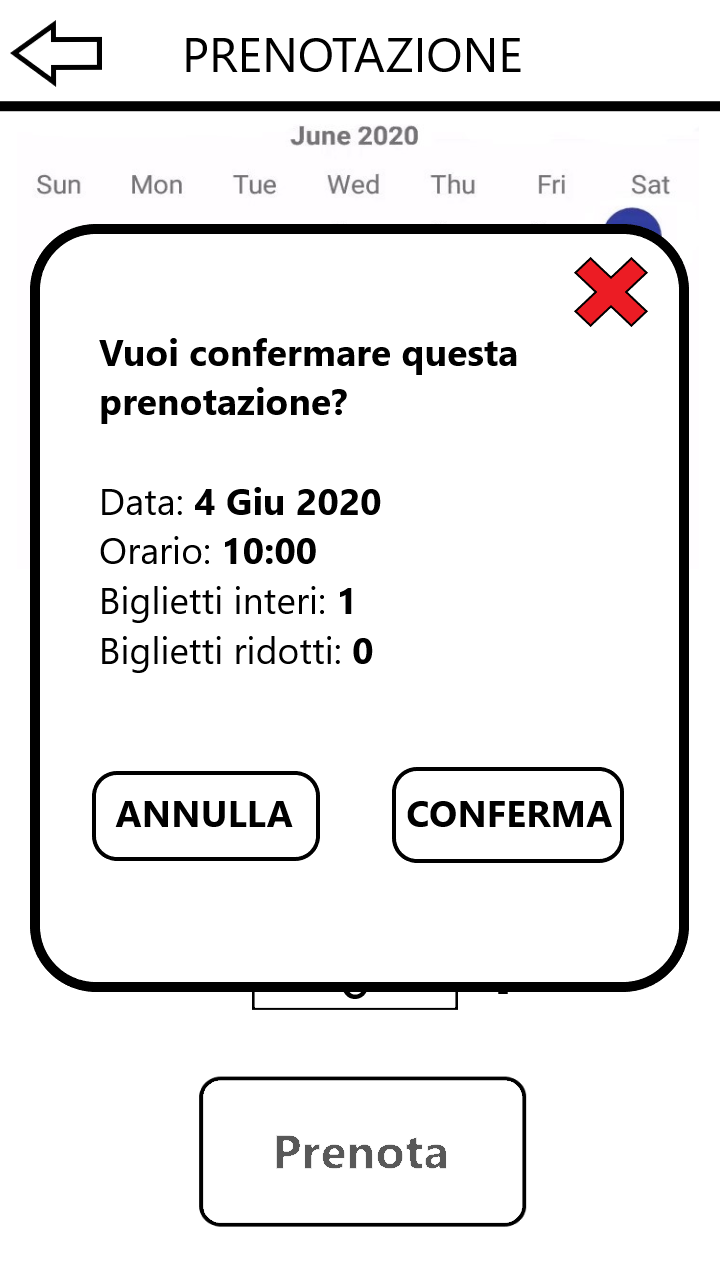 PRENOTAZIONE
June 2020
Sun Mon Tue Wed Thu Fri Sat
Vuoi confermare questa
prenotazione?
Data: 4 Giu 2020
Orario: 10:00
Biglietti interi: 1
Biglietti ridotti: 0
ANNULLA CONFERMA
Prenota